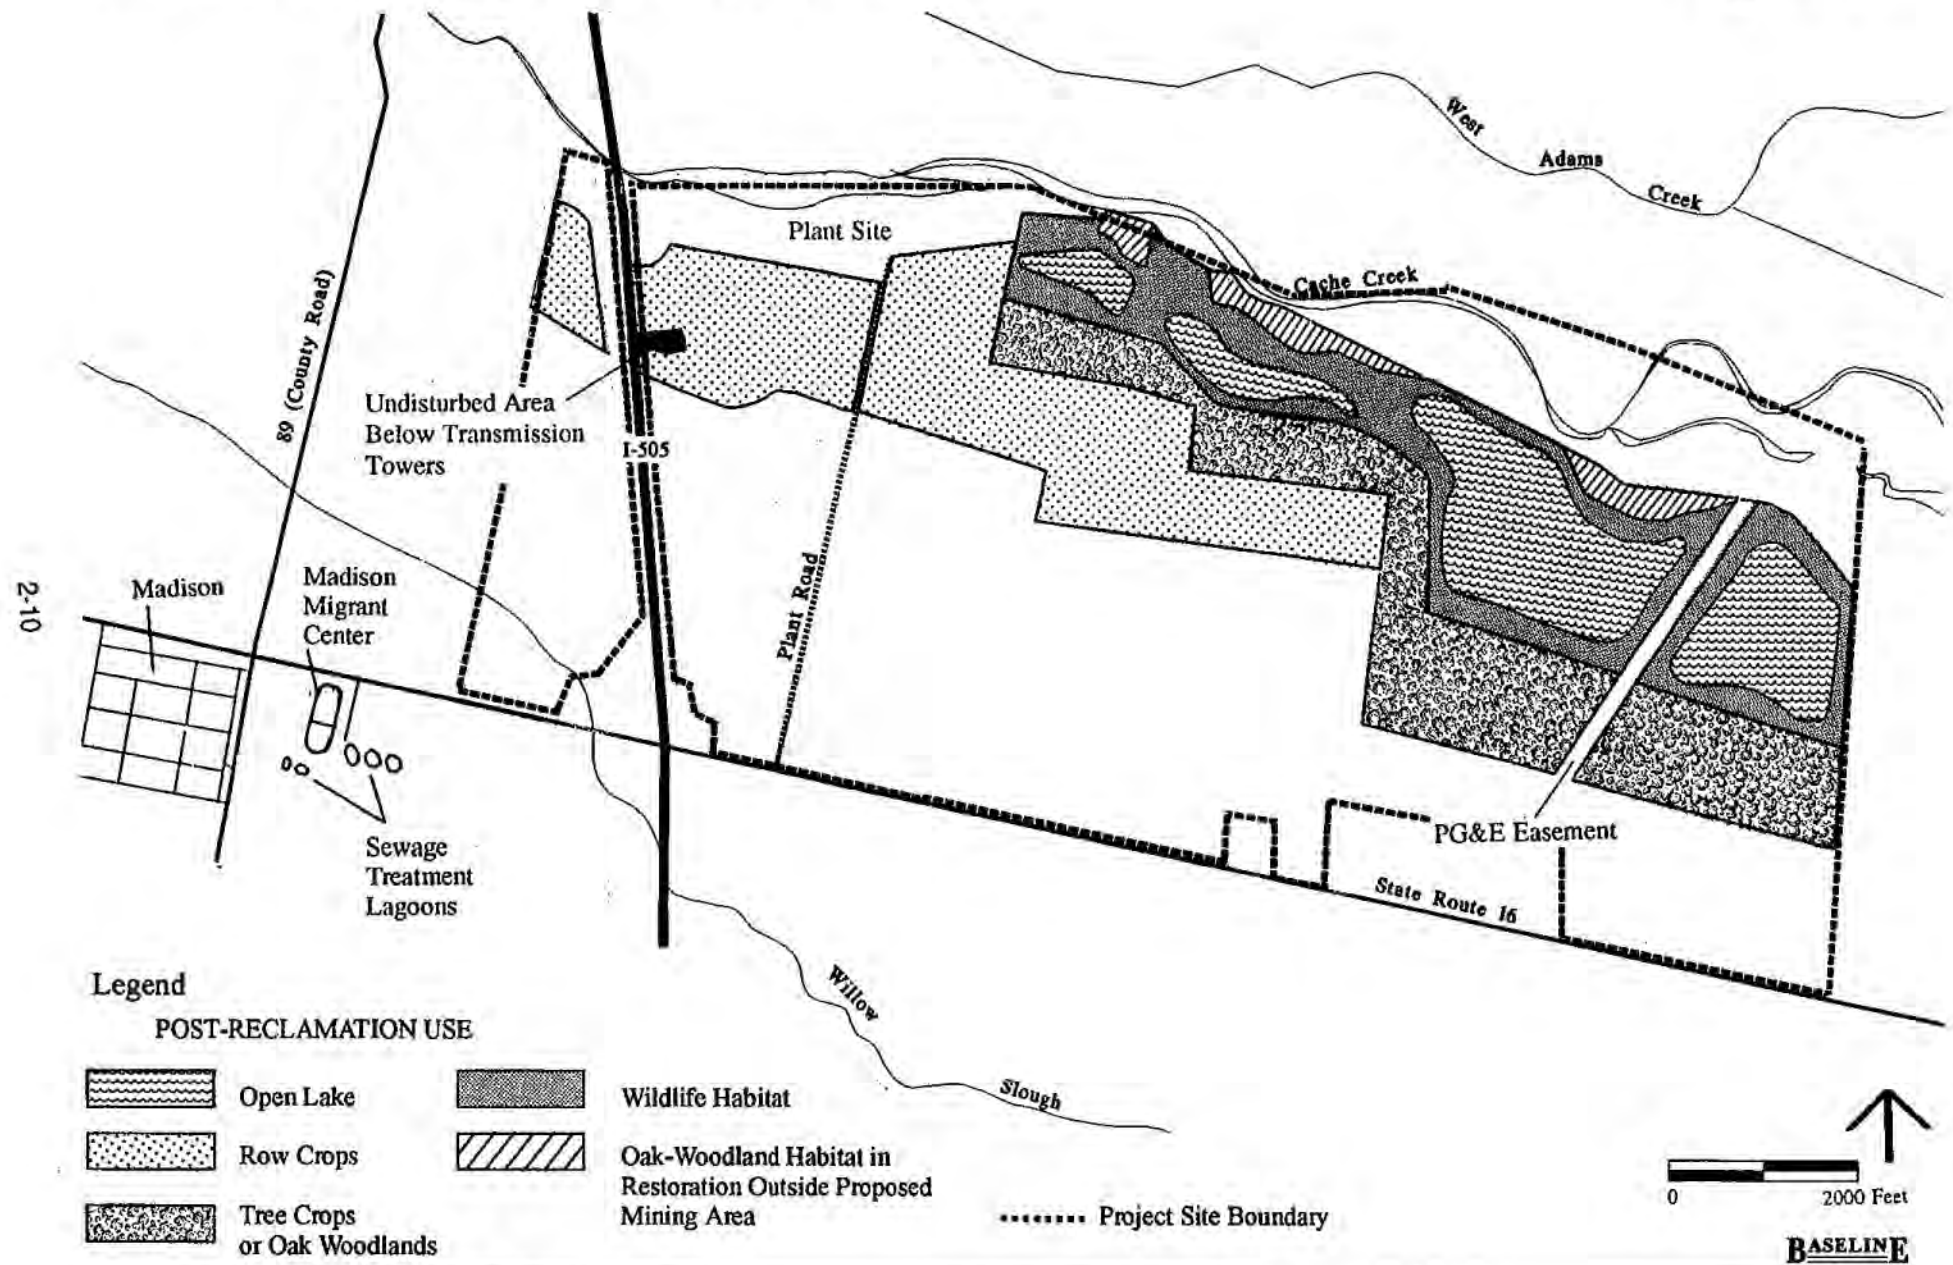 West
Adams
Creek
Plant Site
Cache Creek
89 (County Road)
Undisturbed Area
Below Transmission
Towers
I-505
Plant Road
2-10
Madison
Madison
Migrant
Center
PG&E Easement
Sewage
Treatment
Lagoons
State Route 16
Willow
Slough
Legend
POST-RECLAMATION USE
Open Lake
Wildlife Habitat
Row Crops
Oak-Woodland Habitat in
Restoration Outside Proposed
Mining Area
Tree Crops
or Oak Woodlands
Project Site Boundary
0 2000 Feet
BASELINE